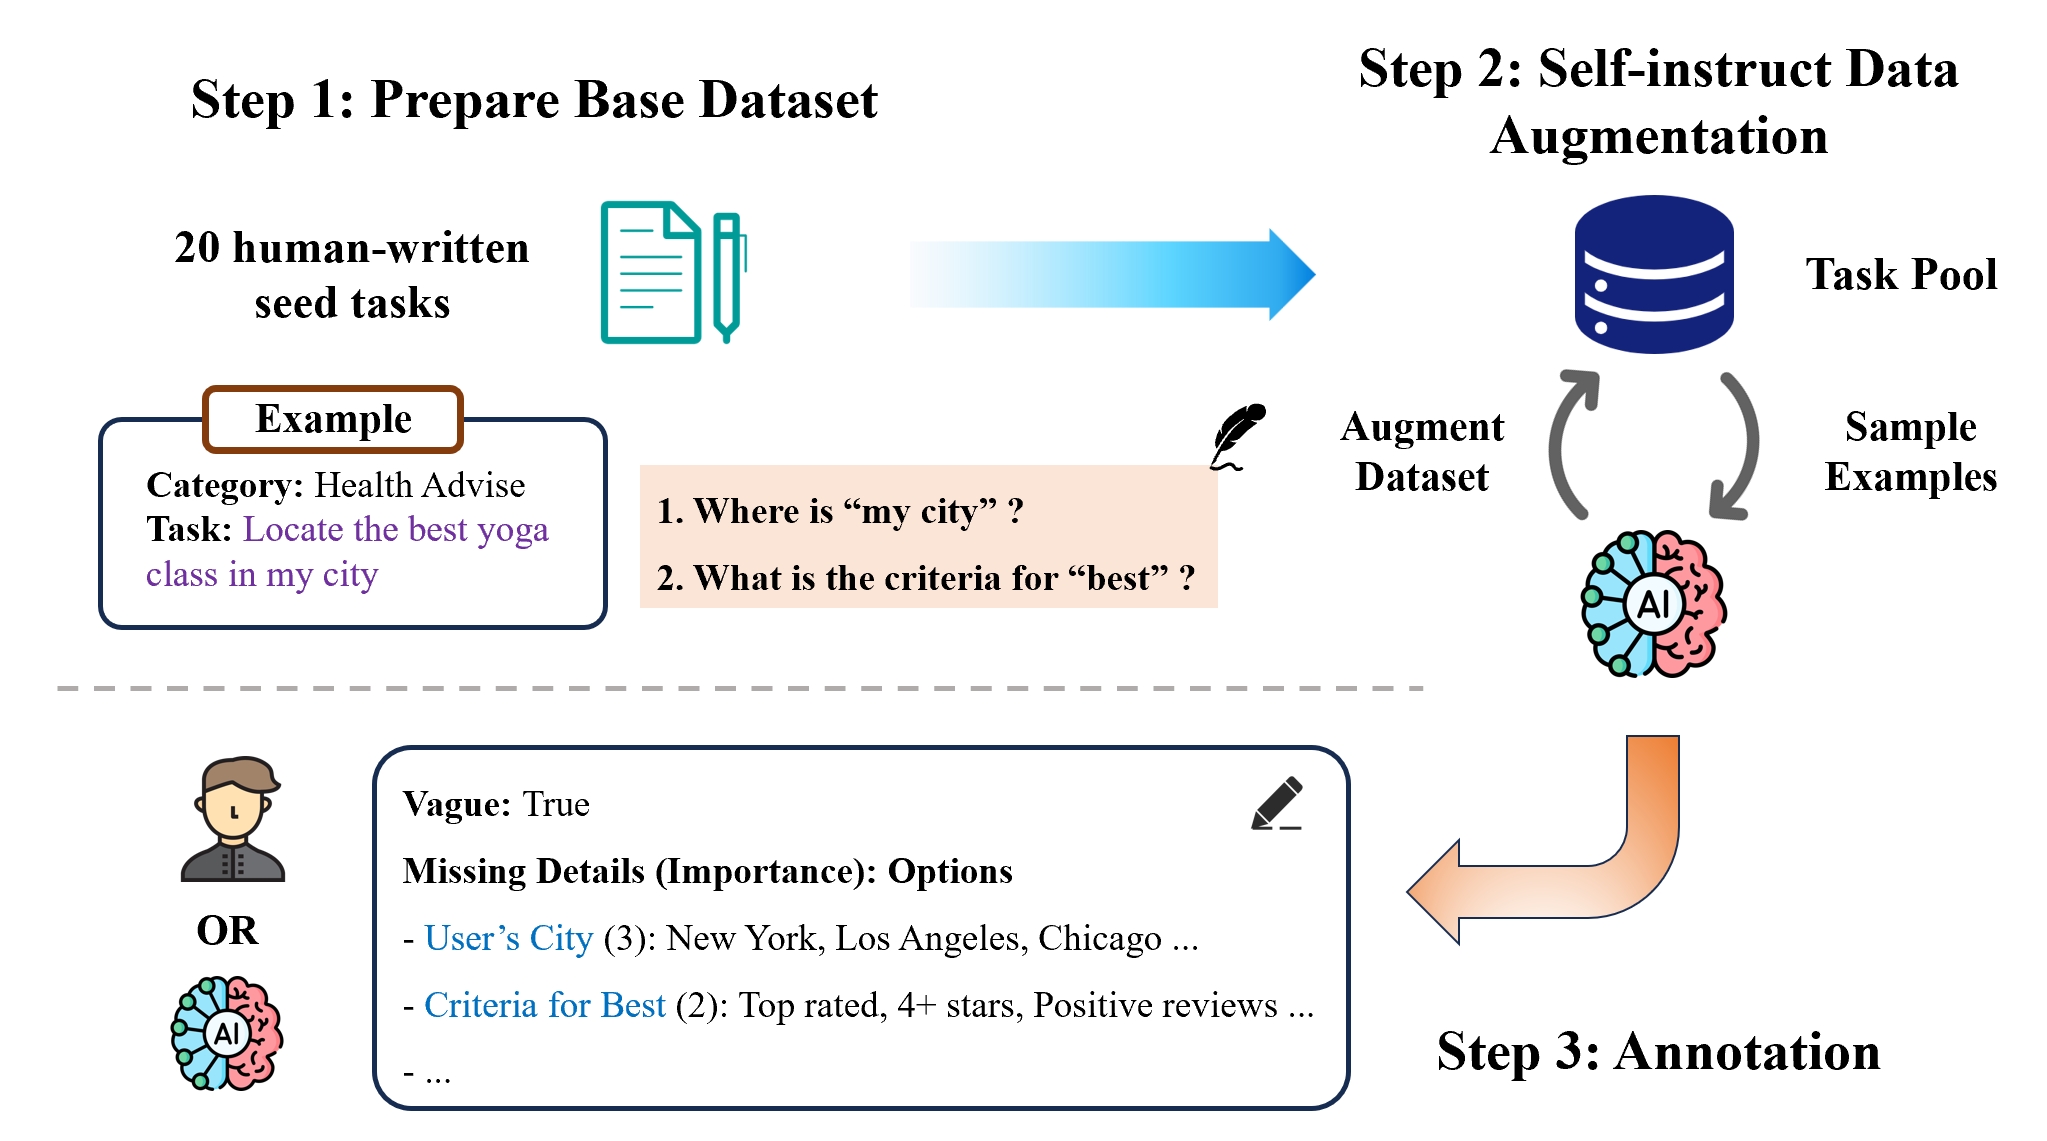 Step 1: Prepare Base Dataset
20 human-written
seed tasks
Example
Category: Health Advise
Task: Locate the best yoga
class in my city
1. Where is “my city” ?
2. What is the criteria for “best” ?
Step 2: Self-instruct Data
Augmentation
Task Pool
Augment
Dataset
Sample
Examples
AI
OR
AI
Vague: True
Missing Details (Importance): Options
- User’s City (3): New York, Los Angeles, Chicago ...
- Criteria for Best (2): Top rated, 4+ stars, Positive reviews ...
- ...
Step 3: Annotation